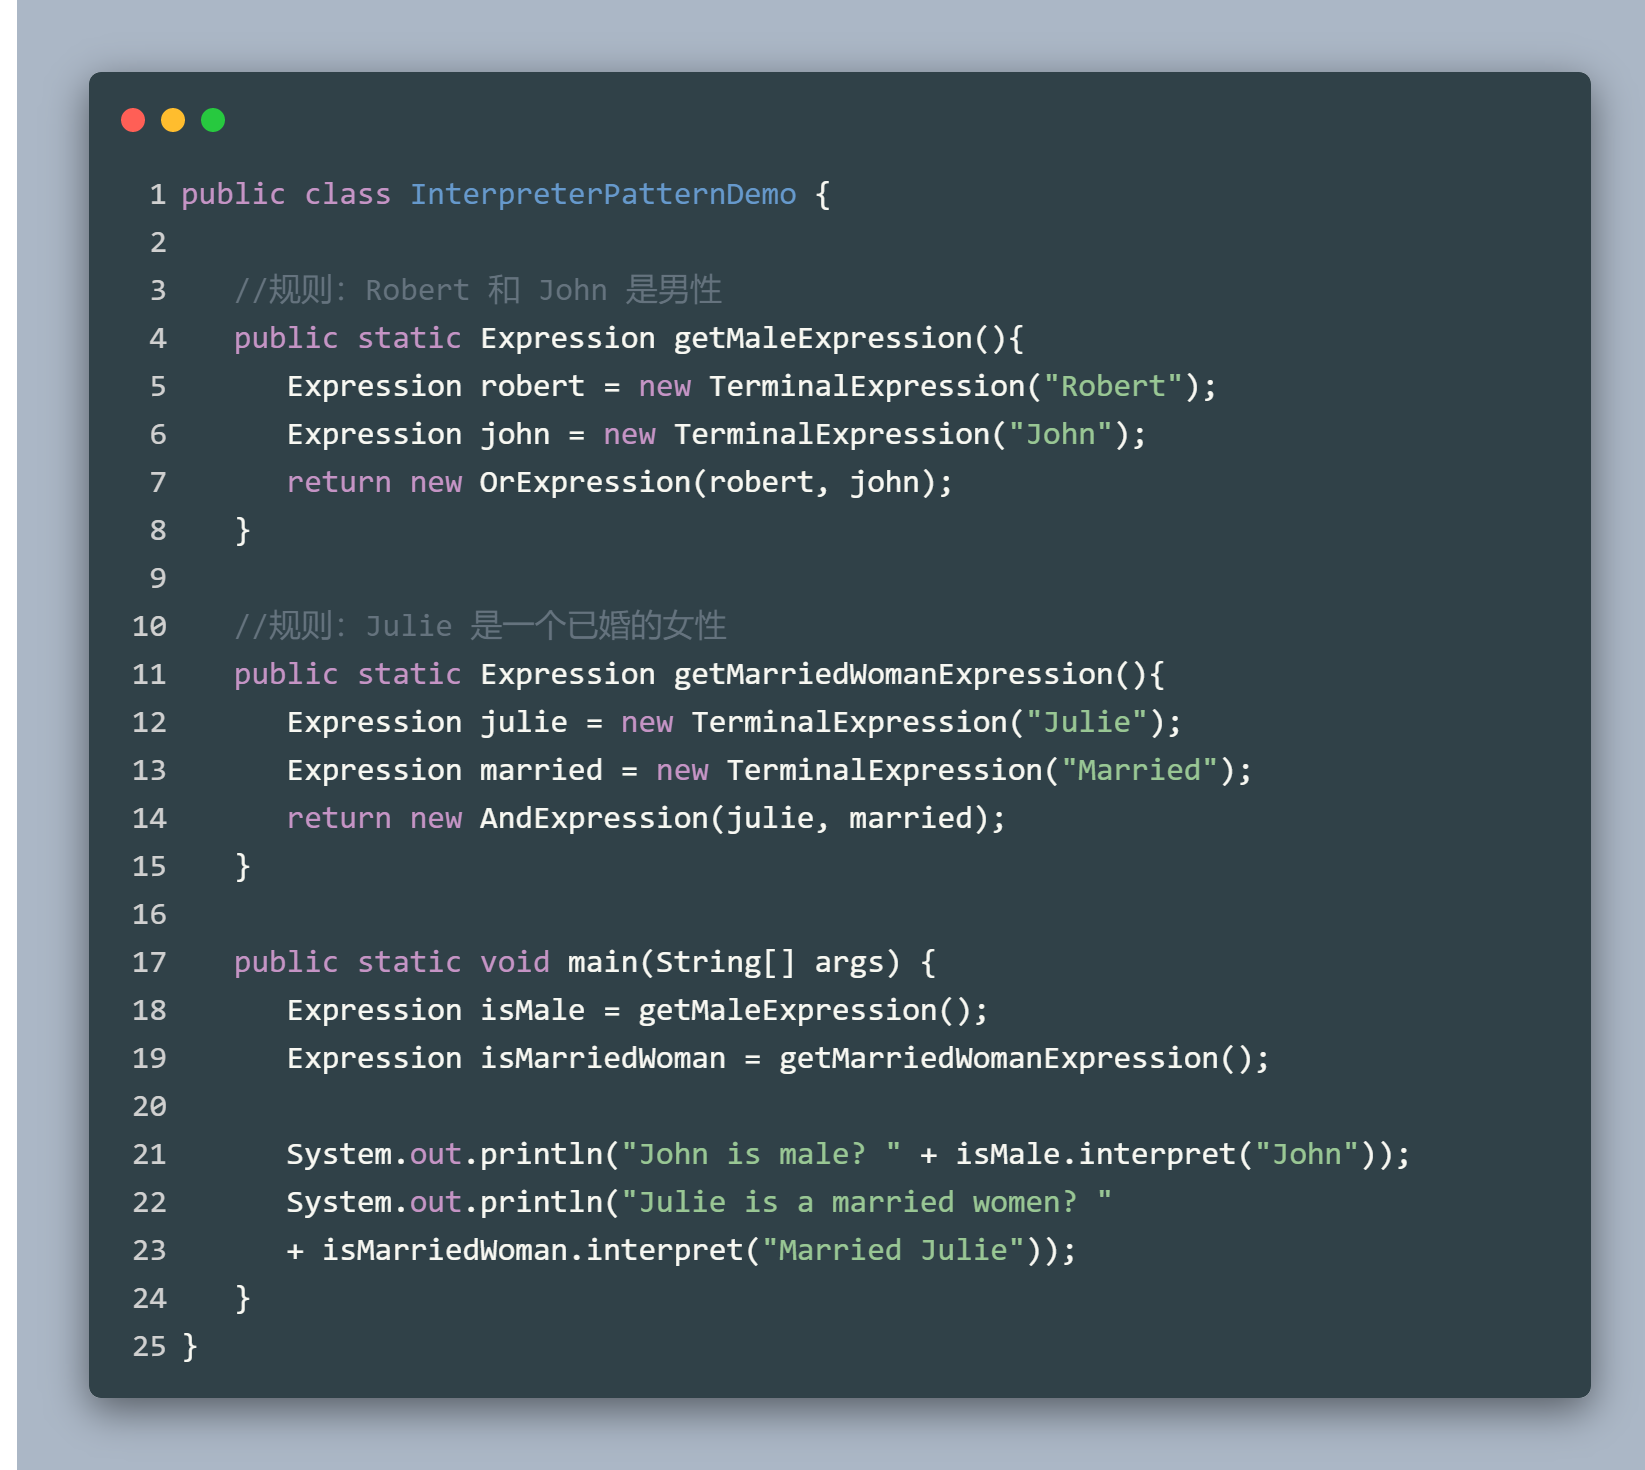 1 public class InterpreterPatternDemo {
2
3    //规则：Robert 和 John 是男性
4    public static Expression getMaleExpression(){
5       Expression robert = new TerminalExpression("Robert");
6       Expression john = new TerminalExpression("John");
7       return new OrExpression(robert, john);
8    }
9
10    //规则：Julie 是一个已婚的女性
11    public static Expression getMarriedWomanExpression(){
12       Expression julie = new TerminalExpression("Julie");
13       Expression married = new TerminalExpression("Married");
14       return new AndExpression(julie, married);
15    }
16
17    public static void main(String[] args) {
18       Expression isMale = getMaleExpression();
19       Expression isMarriedWoman = getMarriedWomanExpression();
20
21       System.out.println("John is male? " + isMale.interpret("John"));
22       System.out.println("Julie is a married women? "
23       + isMarriedWoman.interpret("Married Julie"));
24    }
25 }